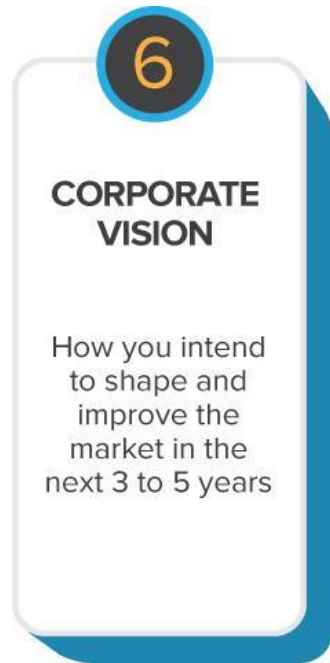 6
CORPORATE
VISION
How you intend
to shape and
improve the
market in the
next 3 to 5 years